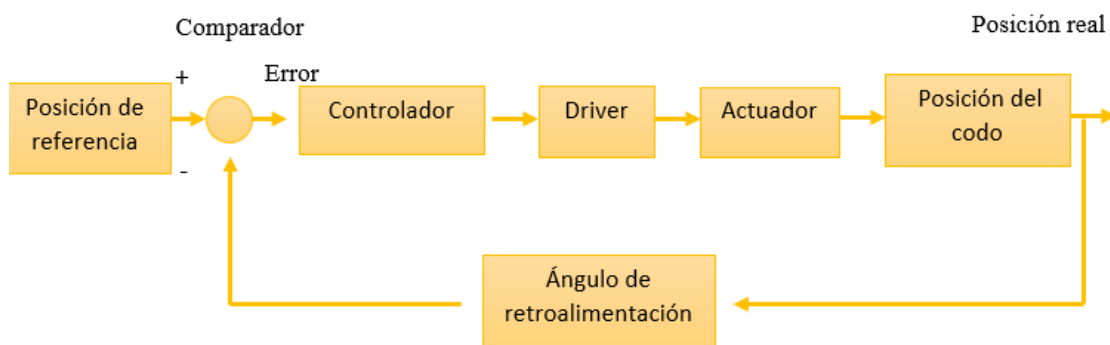 Comparador
Posición real
+
Error
Posición de
referencia
Controlador
Driver
Actuador
Posición del
codo
-
Ángulo de
retroalimentación